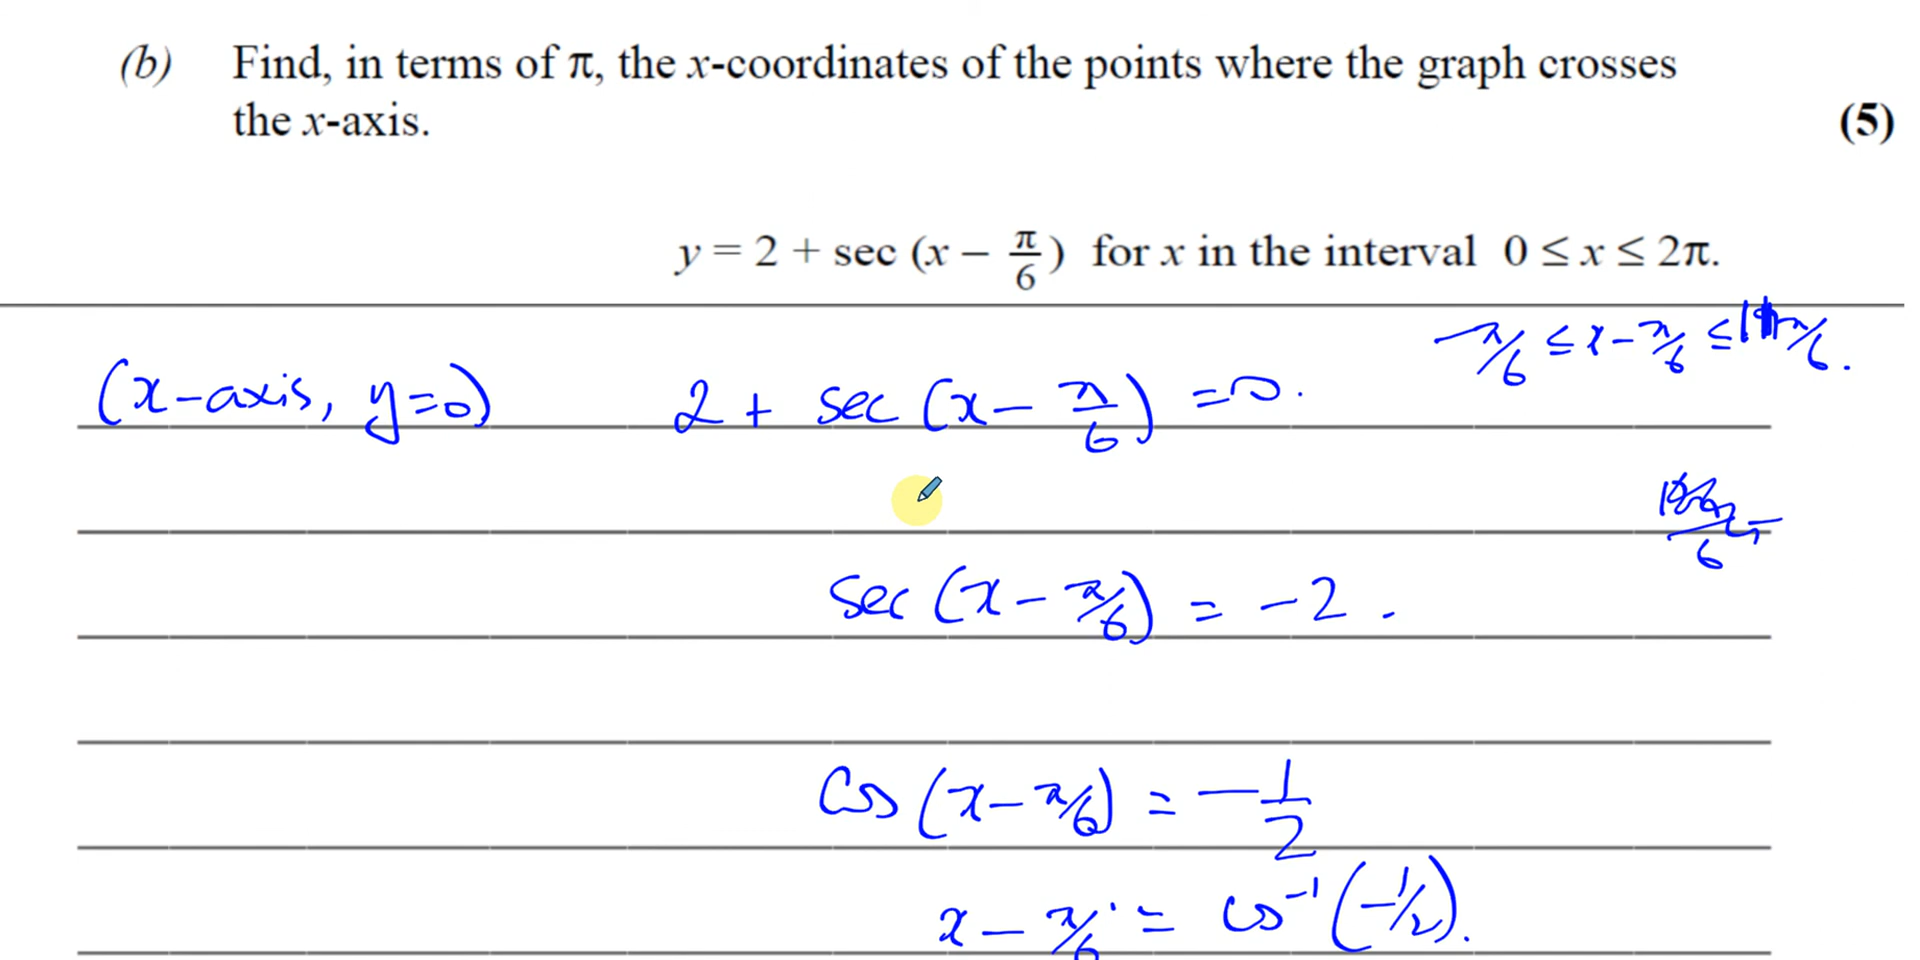 (b) Find, in terms of π, the x-coordinates of the points where the graph crosses
the x-axis.
(5)
y = 2 + sec (x − π/6) for x in the interval 0 ≤ x ≤ 2π.
−π/6 ≤ x − π/6 ≤ 11π/6.
(x-axis, y=0) 2 + sec (x − π/6) = 0.
sec (x − π/6) = −2.
cos (x − π/6) = −1/2
x − π/6 = cos⁻¹ (−1/2).